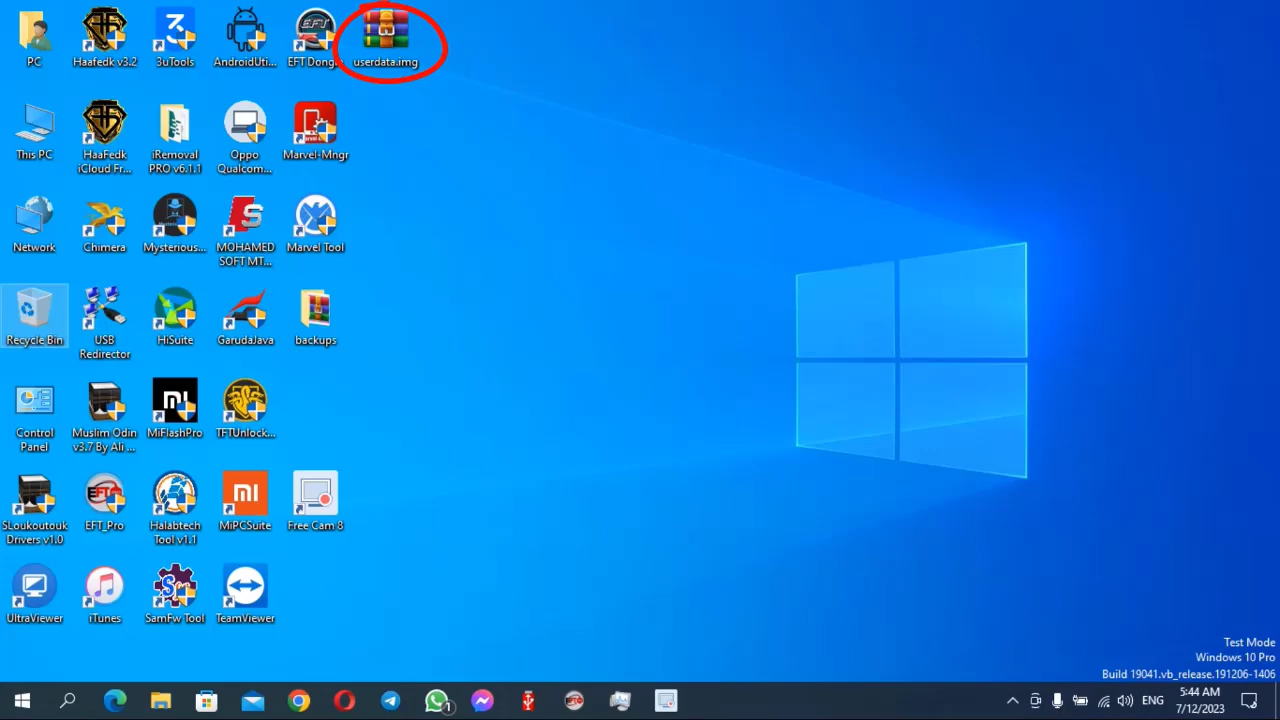 PC
Haafedk v3.2
3uTools
AndroidUti...
EFT Dongl
userdata.img
This PC
HaaFedk
iCloud Fr...
iRemoval
PRO v6.1.1
Oppo
Qualcom...
Marvel-Mngr
Network
Chimera
Mysterious...
MOHAMED
SOFT MT...
Marvel Tool
Recycle Bin
USB
Redirector
HiSuite
GarudaJava
backups
Control
Panel
Muslim Odin
v3.7 By Ali ...
MiFlashPro
TFTUnlock...
SLoukoutouk
Drivers v1.0
EFT_Pro
Halabtech
Tool v1.1
MiPCSuite
Free Cam 8
UltraViewer
iTunes
SamFw Tool
TeamViewer
Test Mode
Windows 10 Pro
Build 19041.vb_release.191206-1406
1
ENG
5:44 AM
7/12/2023